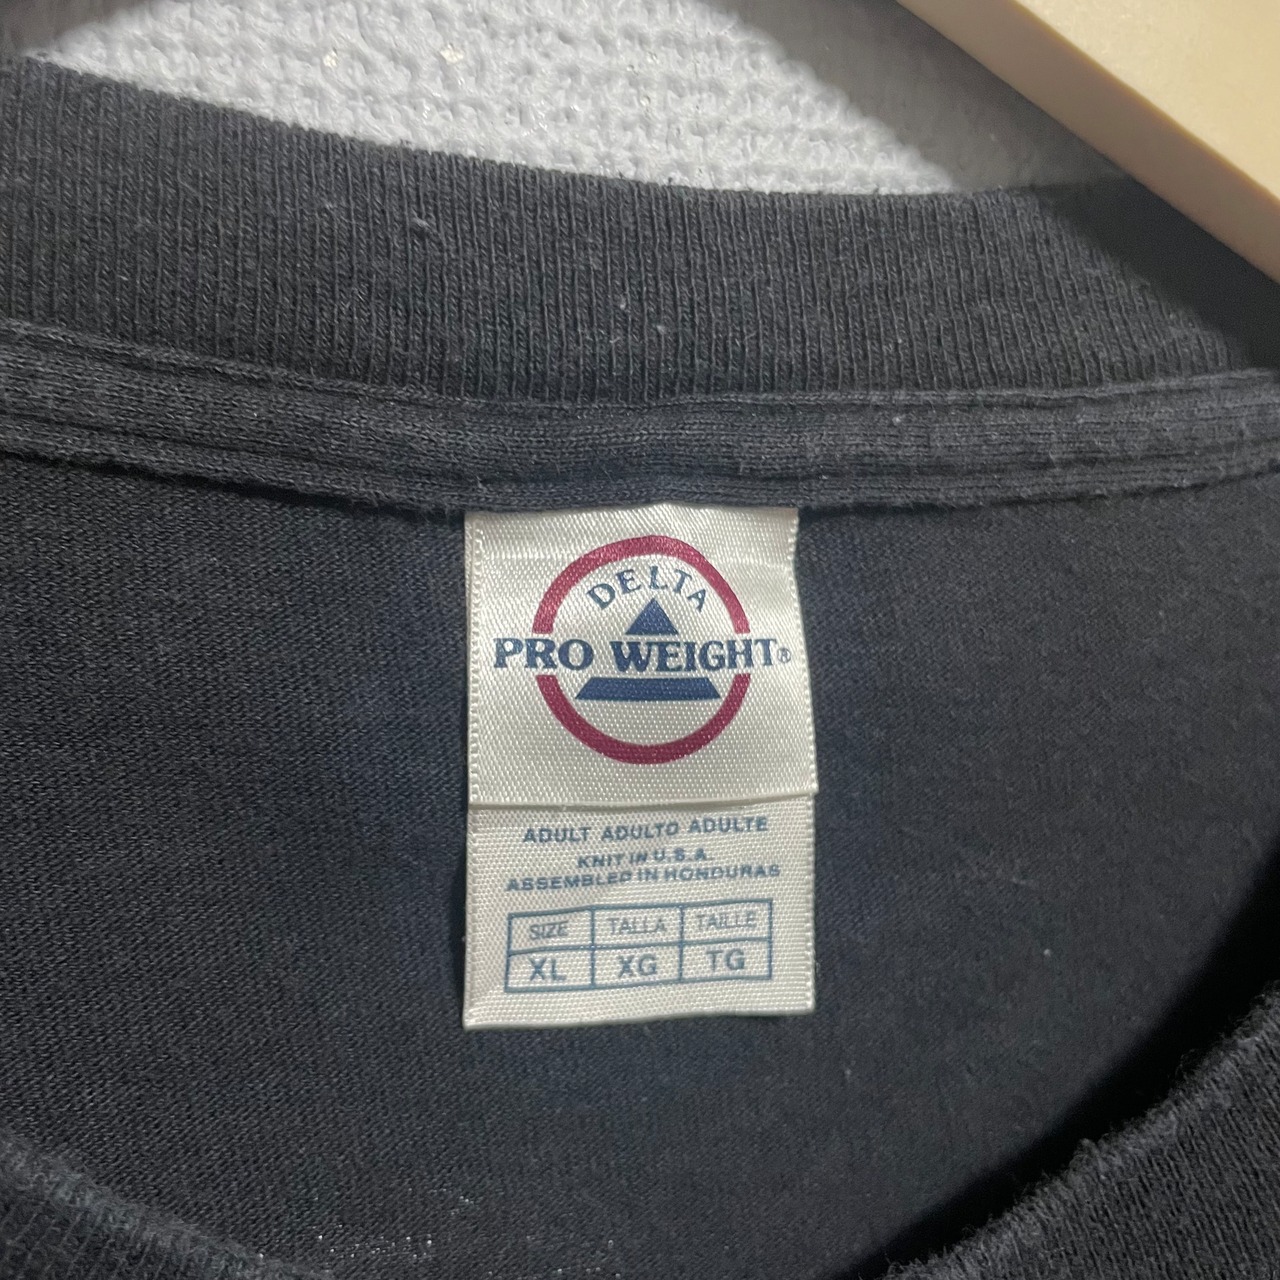 DELTA
PRO WEIGHT®
ADULT ADULTO ADULTE
KNIT IN U.S.A.
ASSEMBLED IN HONDURAS
SIZE TALLA TAILLE
XL XG TG